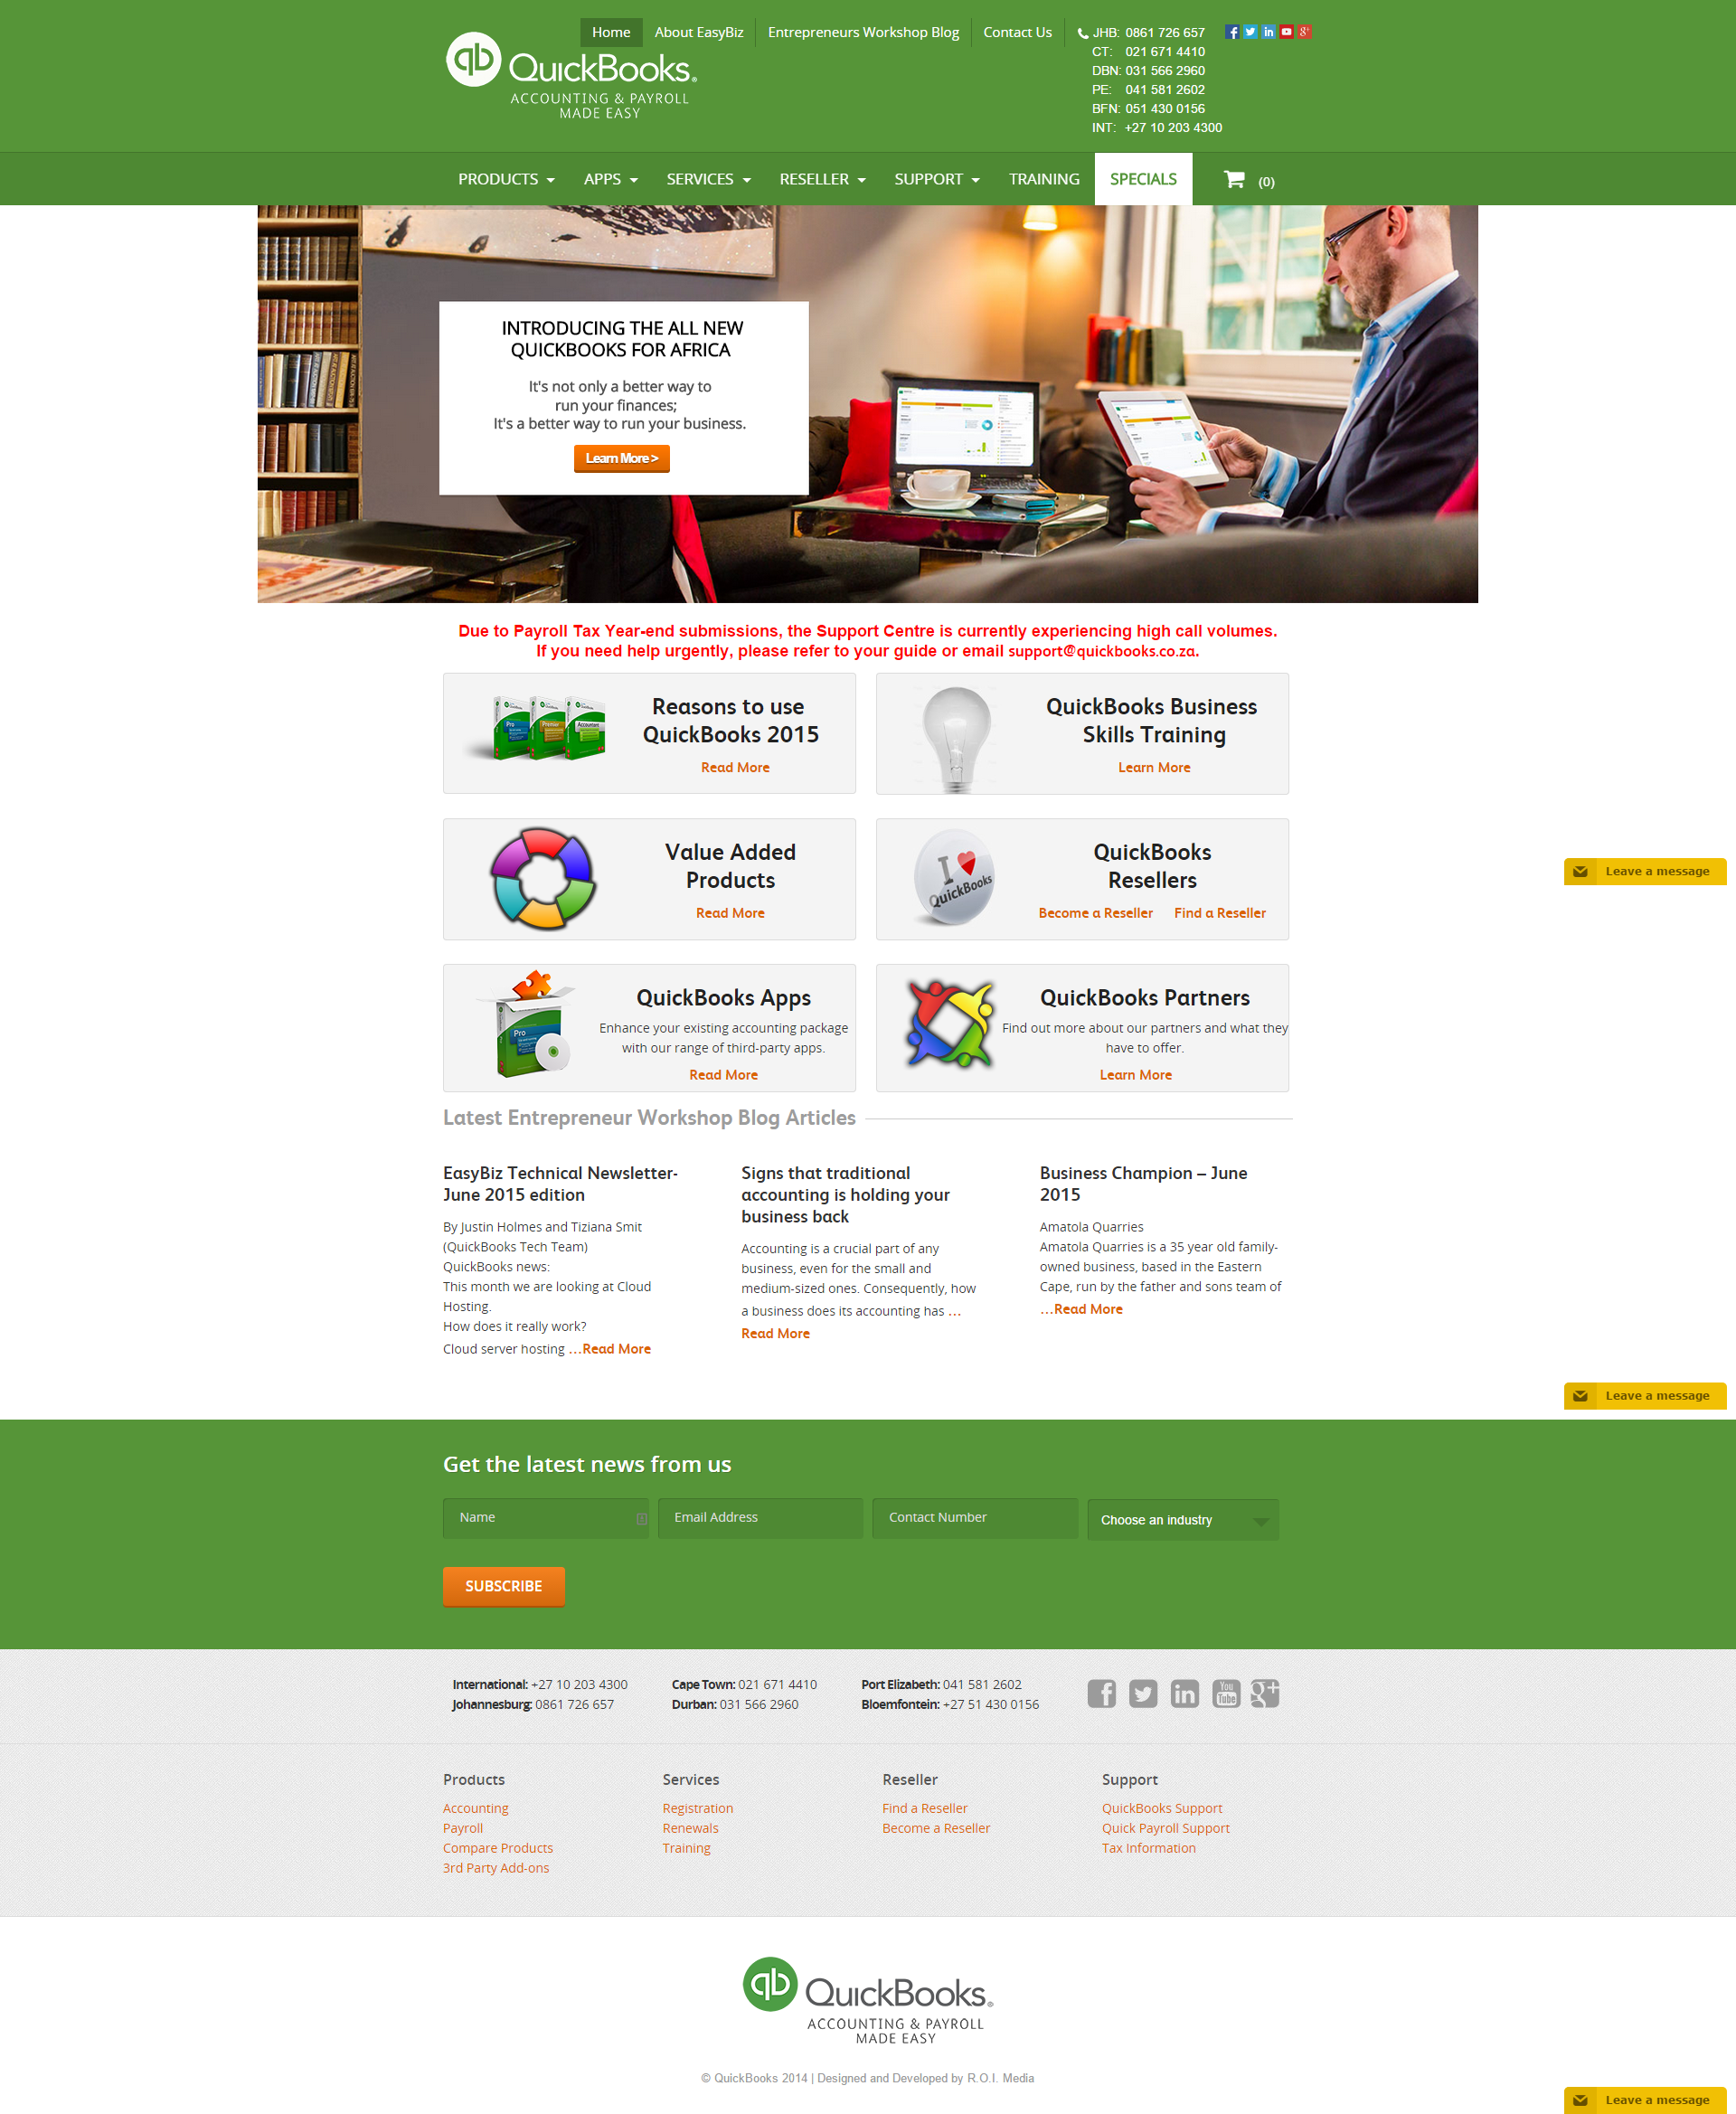 Home
About EasyBiz
Entrepreneurs Workshop Blog
Contact Us
JHB: 0861 726 657
CT: 021 671 4410
DBN: 031 566 2960
PE: 041 581 2602
BFN: 051 430 0156
INT: +27 10 203 4300
qb QuickBooks®
ACCOUNTING & PAYROLL
MADE EASY
PRODUCTS
APPS
SERVICES
RESELLER
SUPPORT
TRAINING
SPECIALS
(0)
INTRODUCING THE ALL NEW
QUICKBOOKS FOR AFRICA
It's not only a better way to
run your finances;
It's a better way to run your business.
Learn More >
Due to Payroll Tax Year-end submissions, the Support Centre is currently experiencing high call volumes.
If you need help urgently, please refer to your guide or email support@quickbooks.co.za.
Reasons to use
QuickBooks 2015
Read More
QuickBooks Business
Skills Training
Learn More
Value Added
Products
Read More
I
QuickBooks
QuickBooks
Resellers
Become a Reseller
Find a Reseller
Leave a message
Pro
QuickBooks Apps
Enhance your existing accounting package
with our range of third-party apps.
Read More
QuickBooks Partners
Find out more about our partners and what they
have to offer.
Learn More
Latest Entrepreneur Workshop Blog Articles
EasyBiz Technical Newsletter-
June 2015 edition
By Justin Holmes and Tiziana Smit
(QuickBooks Tech Team)
QuickBooks news:
This month we are looking at Cloud
Hosting.
How does it really work?
Cloud server hosting ...Read More
Signs that traditional
accounting is holding your
business back
Accounting is a crucial part of any
business, even for the small and
medium-sized ones. Consequently, how
a business does its accounting has ...
Read More
Business Champion – June
2015
Amatola Quarries
Amatola Quarries is a 35 year old family-
owned business, based in the Eastern
Cape, run by the father and sons team of
...Read More
Leave a message
Get the latest news from us
Name
Email Address
Contact Number
Choose an industry
SUBSCRIBE
International: +27 10 203 4300
Johannesburg: 0861 726 657
Cape Town: 021 671 4410
Durban: 031 566 2960
Port Elizabeth: 041 581 2602
Bloemfontein: +27 51 430 0156
Products
Accounting
Payroll
Compare Products
3rd Party Add-ons
Services
Registration
Renewals
Training
Reseller
Find a Reseller
Become a Reseller
Support
QuickBooks Support
Quick Payroll Support
Tax Information
qb QuickBooks®
ACCOUNTING & PAYROLL
MADE EASY
© QuickBooks 2014 | Designed and Developed by R.O.I. Media
Leave a message